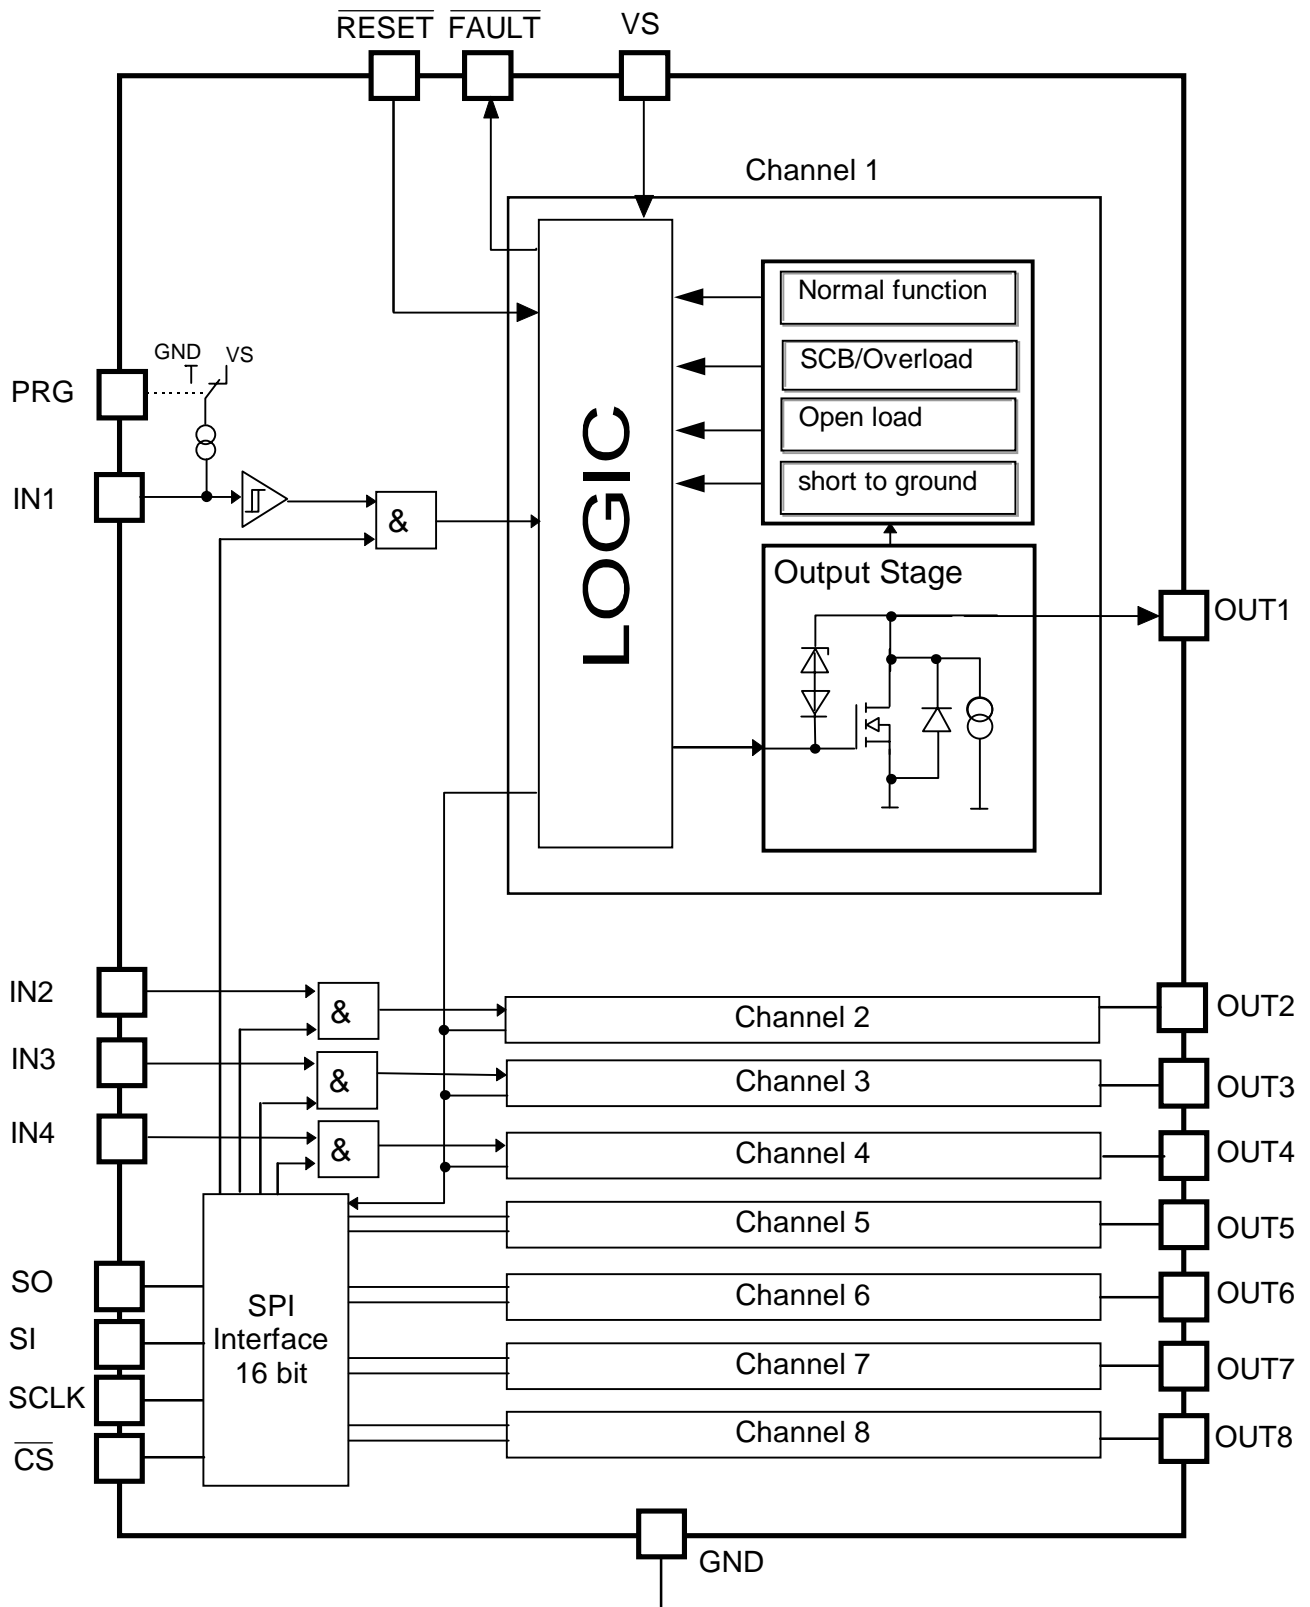 RESET FAULT VS
Channel 1
Normal function
SCB/Overload
Open load
short to ground
GND VS
PRG
IN1
&
LOGIC
Output Stage
OUT1
IN2
&
Channel 2
OUT2
IN3
&
Channel 3
OUT3
IN4
&
Channel 4
OUT4
Channel 5
OUT5
SO
SI
SCLK
CS
SPI
Interface
16 bit
Channel 6
OUT6
Channel 7
OUT7
Channel 8
OUT8
GND